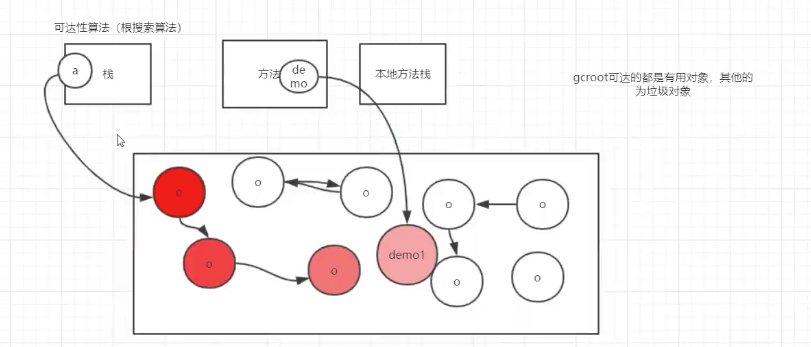 可达性算法（根搜索算法）
a
栈
方法
de
mo
本地方法栈
gcroot可达的都是有用对象，其他的
为垃圾对象
o
o
o
o
o
o
o
o
demo1
o
o